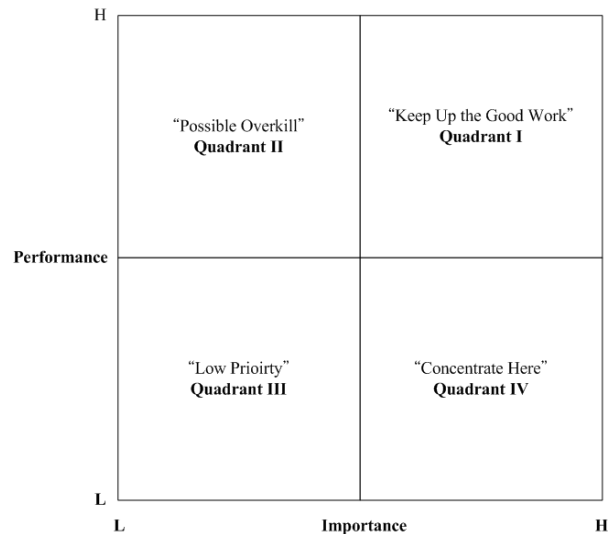 H
“Possible Overkill”
Quadrant II
“Keep Up the Good Work”
Quadrant I
Performance
“Low Prioirty”
Quadrant III
“Concentrate Here”
Quadrant IV
L
L
Importance
H